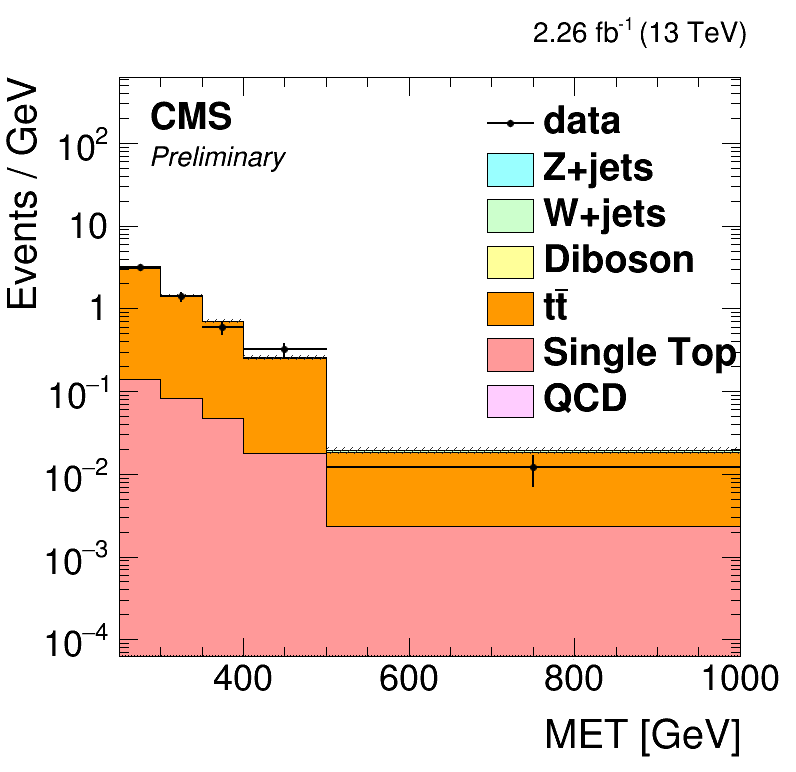 2.26 fb⁻¹ (13 TeV)
Events / GeV
CMS
Preliminary
data
Z+jets
W+jets
Diboson
tt̄
Single Top
QCD
10²
10
1
10⁻¹
10⁻²
10⁻³
10⁻⁴
400 600 800 1000
MET [GeV]